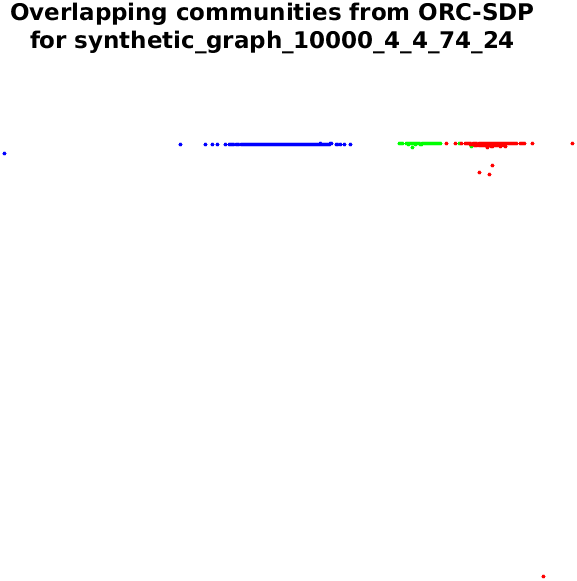 Overlapping communities from ORC-SDP
for synthetic_graph_10000_4_4_74_24